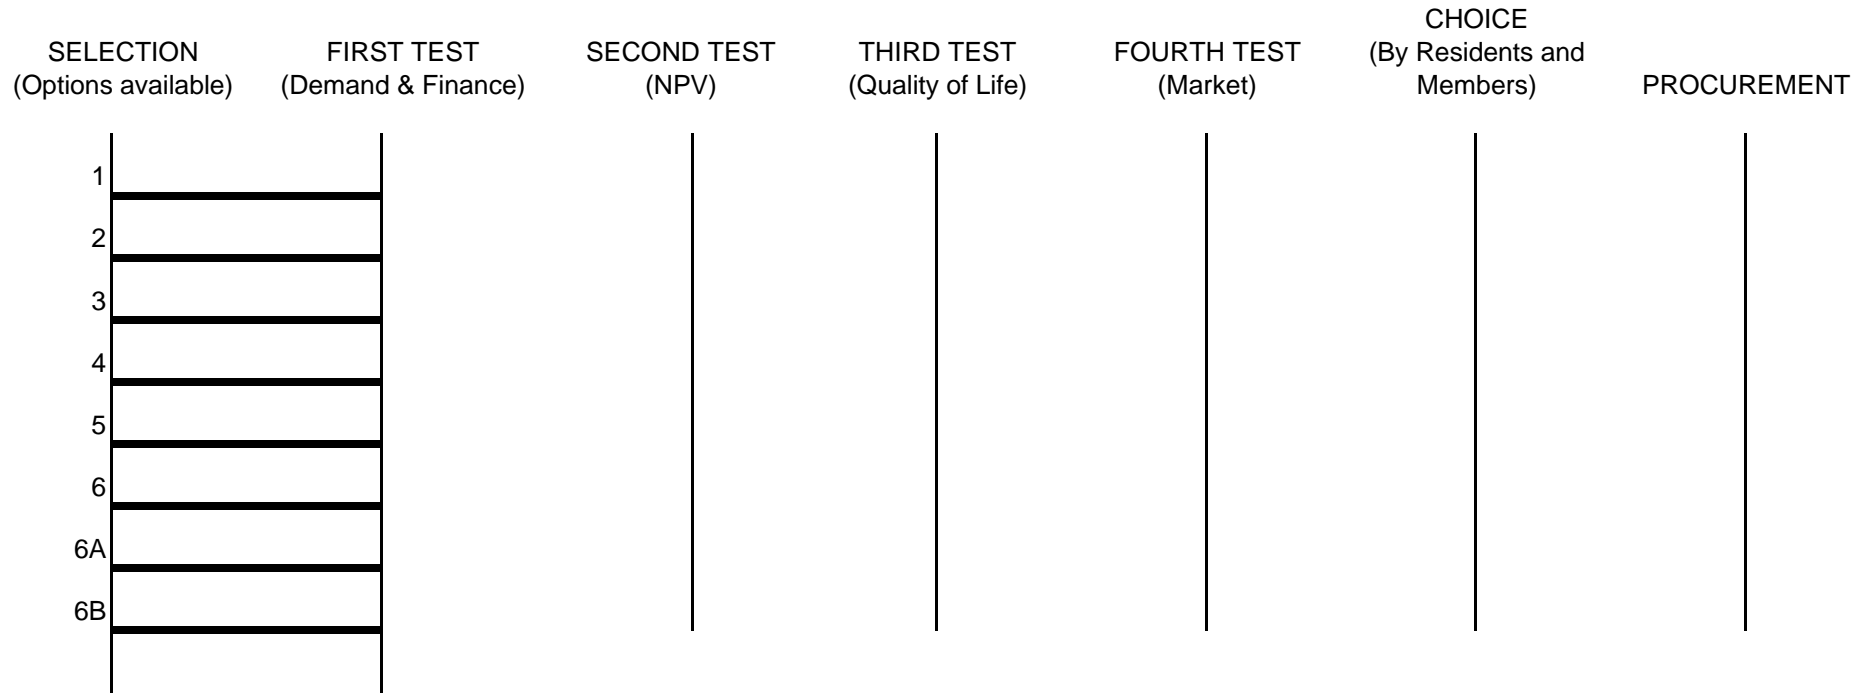 SELECTION
(Options available)
FIRST TEST
(Demand & Finance)
SECOND TEST
(NPV)
THIRD TEST
(Quality of Life)
FOURTH TEST
(Market)
CHOICE
(By Residents and
Members)
PROCUREMENT
1
2
3
4
5
6
6A
6B